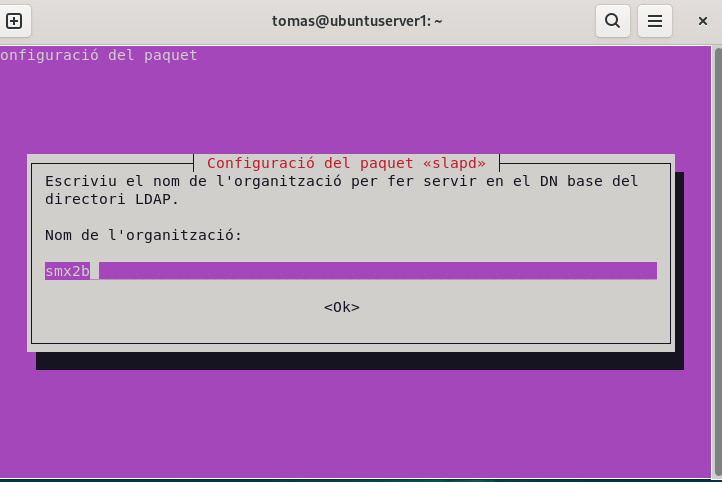 tomas@ubuntuserver1: ~
onfiguració del paquet
Configuració del paquet «slapd»
Escriviu el nom de l'organització per fer servir en el DN base del
directori LDAP.
Nom de l'organització:
smx2b
<Ok>